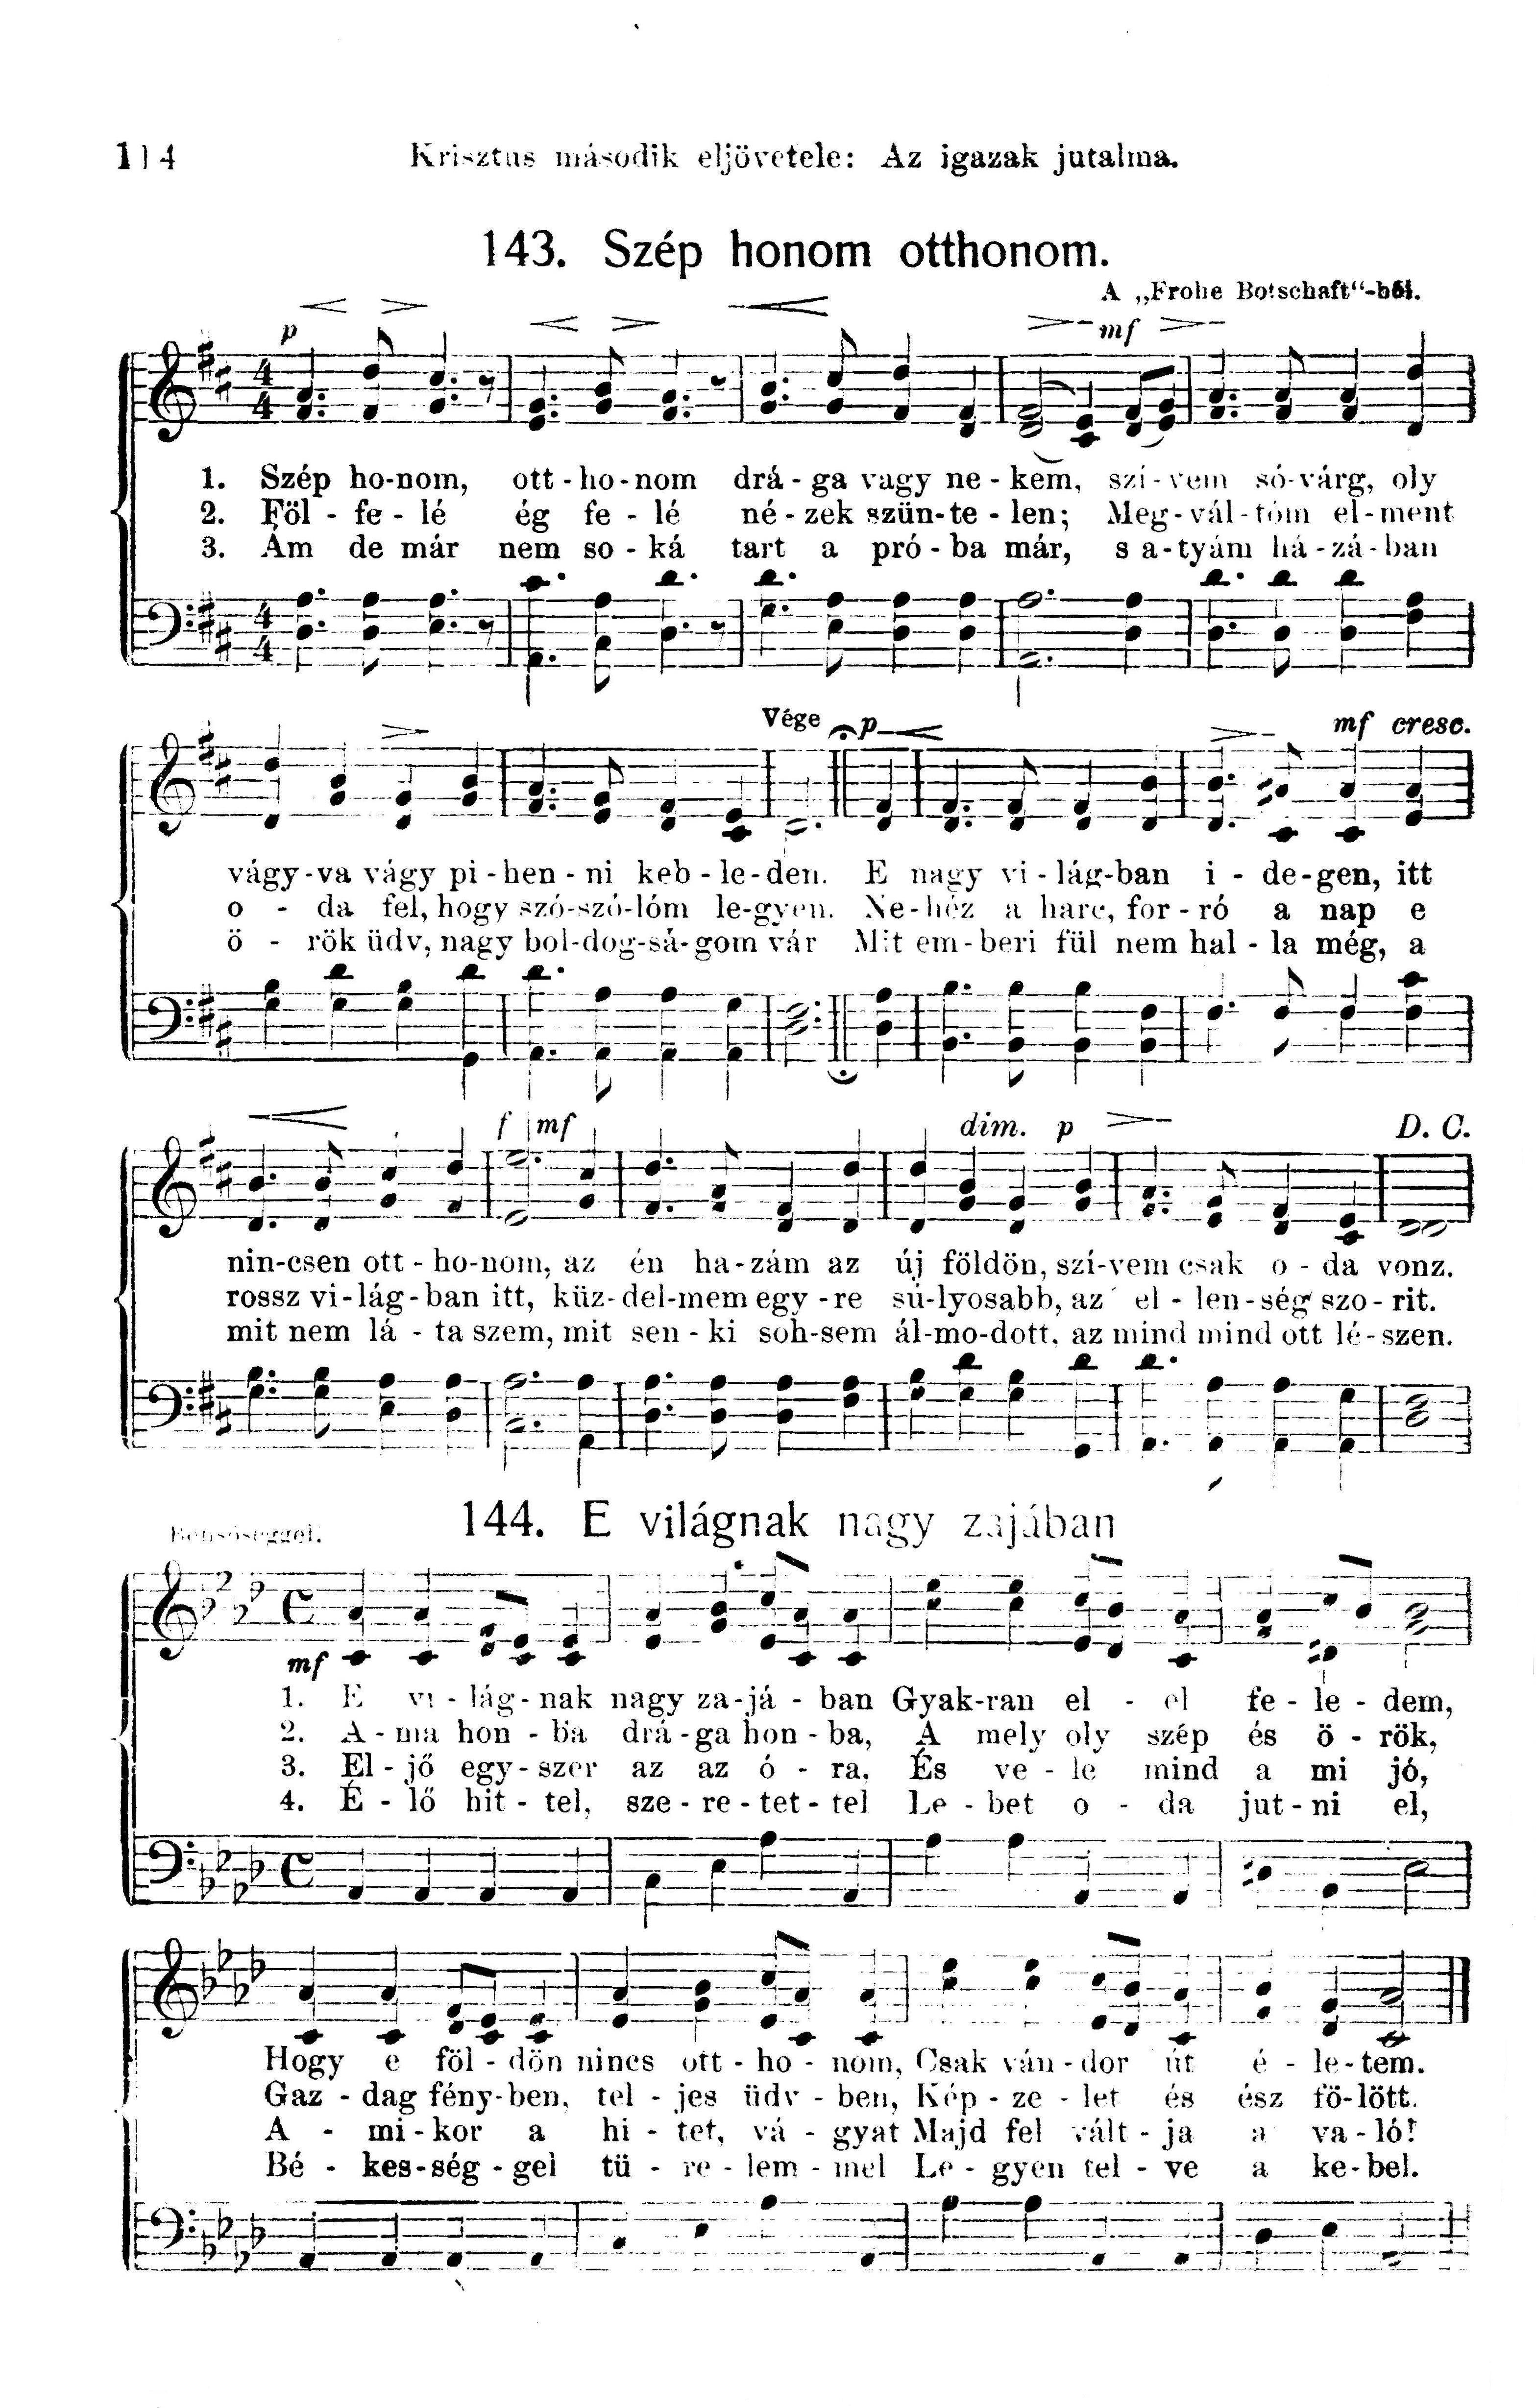 114 Krisztus második eljövetele: Az igazak jutalma.
143. Szép honom otthonom.
A „Frohe Botschaft“-ból.
p mf
1. Szép ho-nom, ott-ho-nom drá-ga vagy ne-kem, szí-vem só-várg, oly
2. Föl-fe-lé ég fe-lé né-zek szün-te-len; Meg-vál-tóm el-ment
3. Ám de már nem so-ká tart a pró-ba már, s a-tyám há-zá-ban
Vége p mf cresc.
vágy-va vágy pi-hen-ni keb-le-den. E nagy vi-lág-ban i-de-gen, itt
o-da fel, hogy szó-szó-lóm le-gyen. Ne-héz a harc, for-ró a nap e
ö-rök üdv, nagy bol-dog-sá-gom vár Mit em-beri fül nem hal-la még, a
f mf dim. p D. C.
nin-csen ott-ho-nom, az én ha-zám az új földön, szí-vem csak o-da vonz.
rossz vi-lág-ban itt, küz-del-mem egy-re sú-lyosabb, az el-len-ség szo-rit.
mit nem lá-ta szem, mit sen-ki soh-sem ál-mo-dott, az mind mind ott lé-szen.
144. E világnak nagy zajában
Bensőséggel.
mf
1. E vi-lág-nak nagy za-já-ban Gyak-ran el-el fe-le-dem,
2. A-ma hon-ba drá-ga hon-ba, A mely oly szép és ö-rök,
3. El-jő egy-szer az az ó-ra, És ve-le mind a mi jó,
4. É-lő hit-tel, sze-re-tet-tel Le-het o-da jut-ni el,
Hogy e föl-dön nincs ott-ho-nom, Csak ván-dor út é-le-tem.
Gaz-dag fény-ben, tel-jes üdv-ben, Kép-ze-let és ész fö-lött.
A-mi-kor a hi-tet, vá-gyat Majd fel vált-ja a va-ló!
Bé-kes-ség-gel tü-re-lem-mel Le-gyen tel-ve a ke-bel.